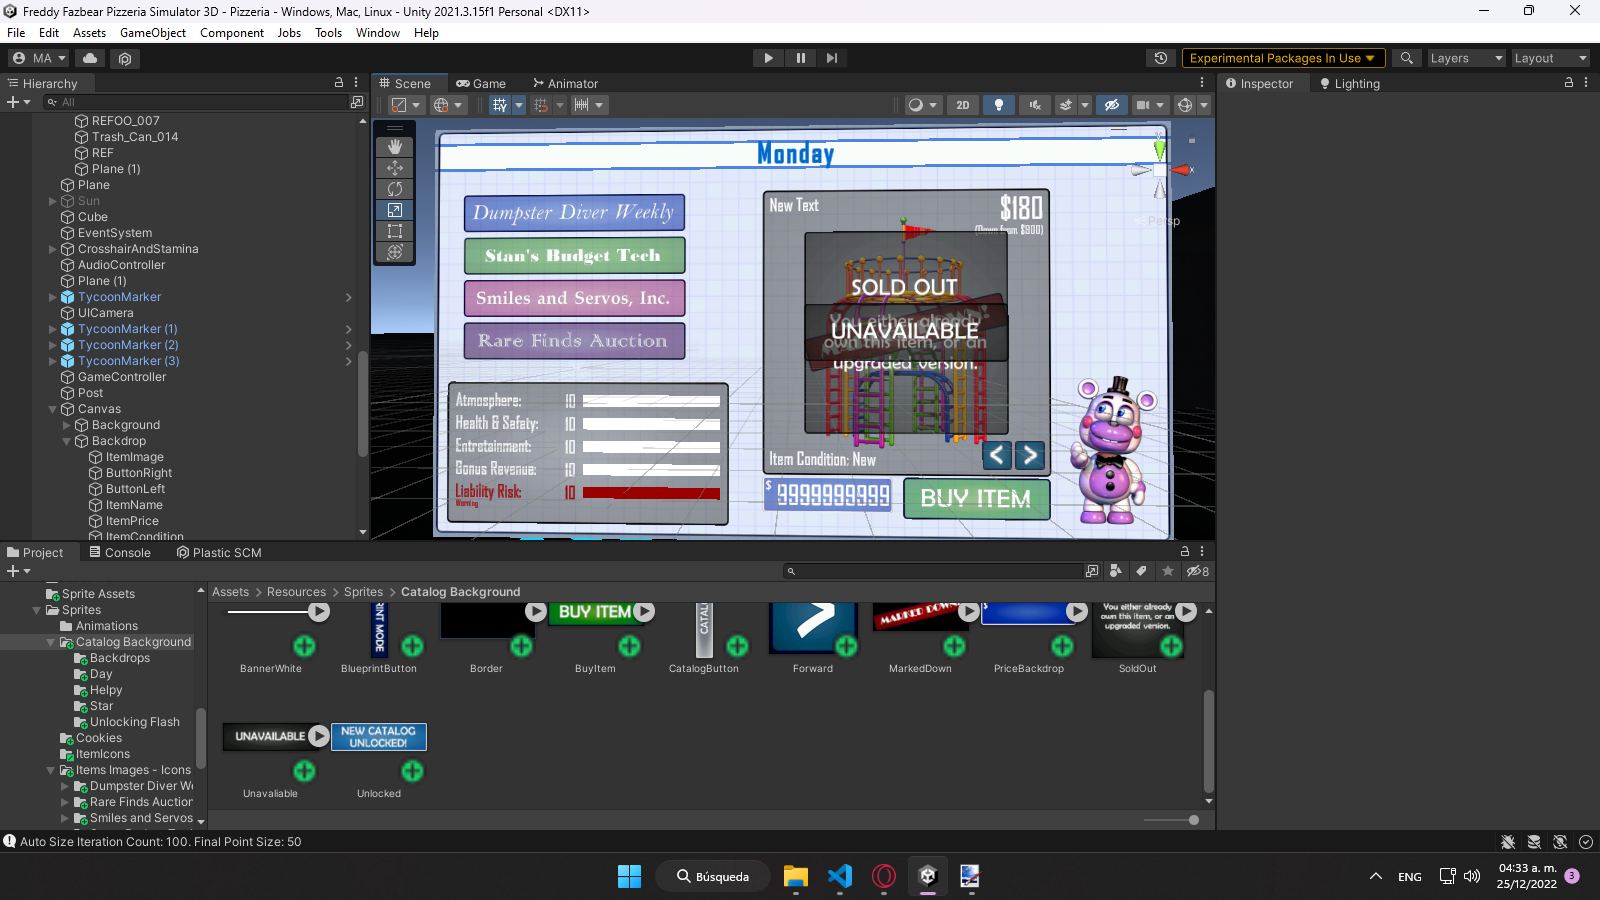 Freddy Fazbear Pizzeria Simulator 3D - Pizzeria - Windows, Mac, Linux - Unity 2021.3.15f1 Personal <DX11>
File Edit Assets GameObject Component Jobs Tools Window Help
MA
Experimental Packages In Use
Layers
Layout
Hierarchy
Scene
Game
Animator
Inspector
Lighting
All
2D
REFOO_007
Trash_Can_014
REF
Plane (1)
Plane
Sun
Cube
EventSystem
CrosshairAndStamina
AudioController
Plane (1)
TycoonMarker
UICamera
TycoonMarker (1)
TycoonMarker (2)
TycoonMarker (3)
GameController
Post
Canvas
Background
Backdrop
ItemImage
ButtonRight
ButtonLeft
ItemName
ItemPrice
ItemCondition
Monday
Dumpster Diver Weekly
Stan's Budget Tech
Smiles and Servos, Inc.
Rare Finds Auction
Atmosphere: 10
Health & Safety: 10
Entretainment: 10
Bonus Revenue: 10
Liability Risk: 10
Warning
New Text
$180
(Down from $900)
SOLD OUT
You either already
own this item, or an
upgraded version.
UNAVAILABLE
Item Condition: New
< >
$ 9999999999
BUY ITEM
y
x
Persp
Project
Console
Plastic SCM
8
Sprite Assets
Sprites
Animations
Catalog Background
Backdrops
Day
Helpy
Star
Unlocking Flash
Cookies
ItemIcons
Items Images - Icons
Dumpster Diver We
Rare Finds Auction
Smiles and Servos
Assets > Resources > Sprites > Catalog Background
BUY ITEM
MARKED DOWN!
You either already
own this item, or an
upgraded version.
BannerWhite
BlueprintButton
Border
BuyItem
CatalogButton
Forward
MarkedDown
PriceBackdrop
SoldOut
UNAVAILABLE
NEW CATALOG
UNLOCKED!
Unavaliable
Unlocked
Auto Size Iteration Count: 100. Final Point Size: 50
Búsqueda
ENG
04:33 a. m.
25/12/2022
3